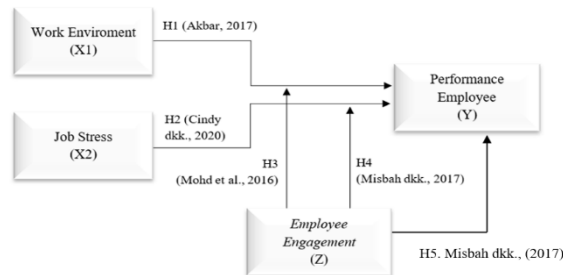 Work Enviroment
(X1)
H1 (Akbar, 2017)
Performance
Employee
(Y)
Job Stress
(X2)
H2 (Cindy
dkk., 2020)
H3
(Mohd et al., 2016)
H4
(Misbah dkk., 2017)
Employee
Engagement
(Z)
H5. Misbah dkk., (2017)